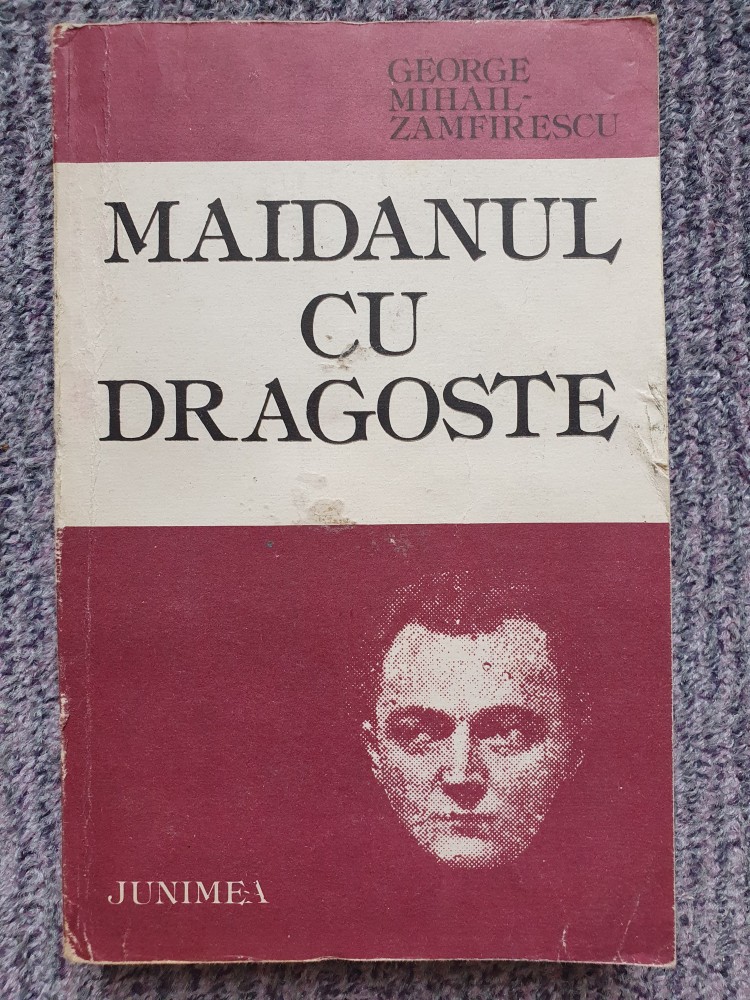 GEORGE
MIHAIL-
ZAMFIRESCU
MAIDANUL
CU
DRAGOSTE
JUNIMEA